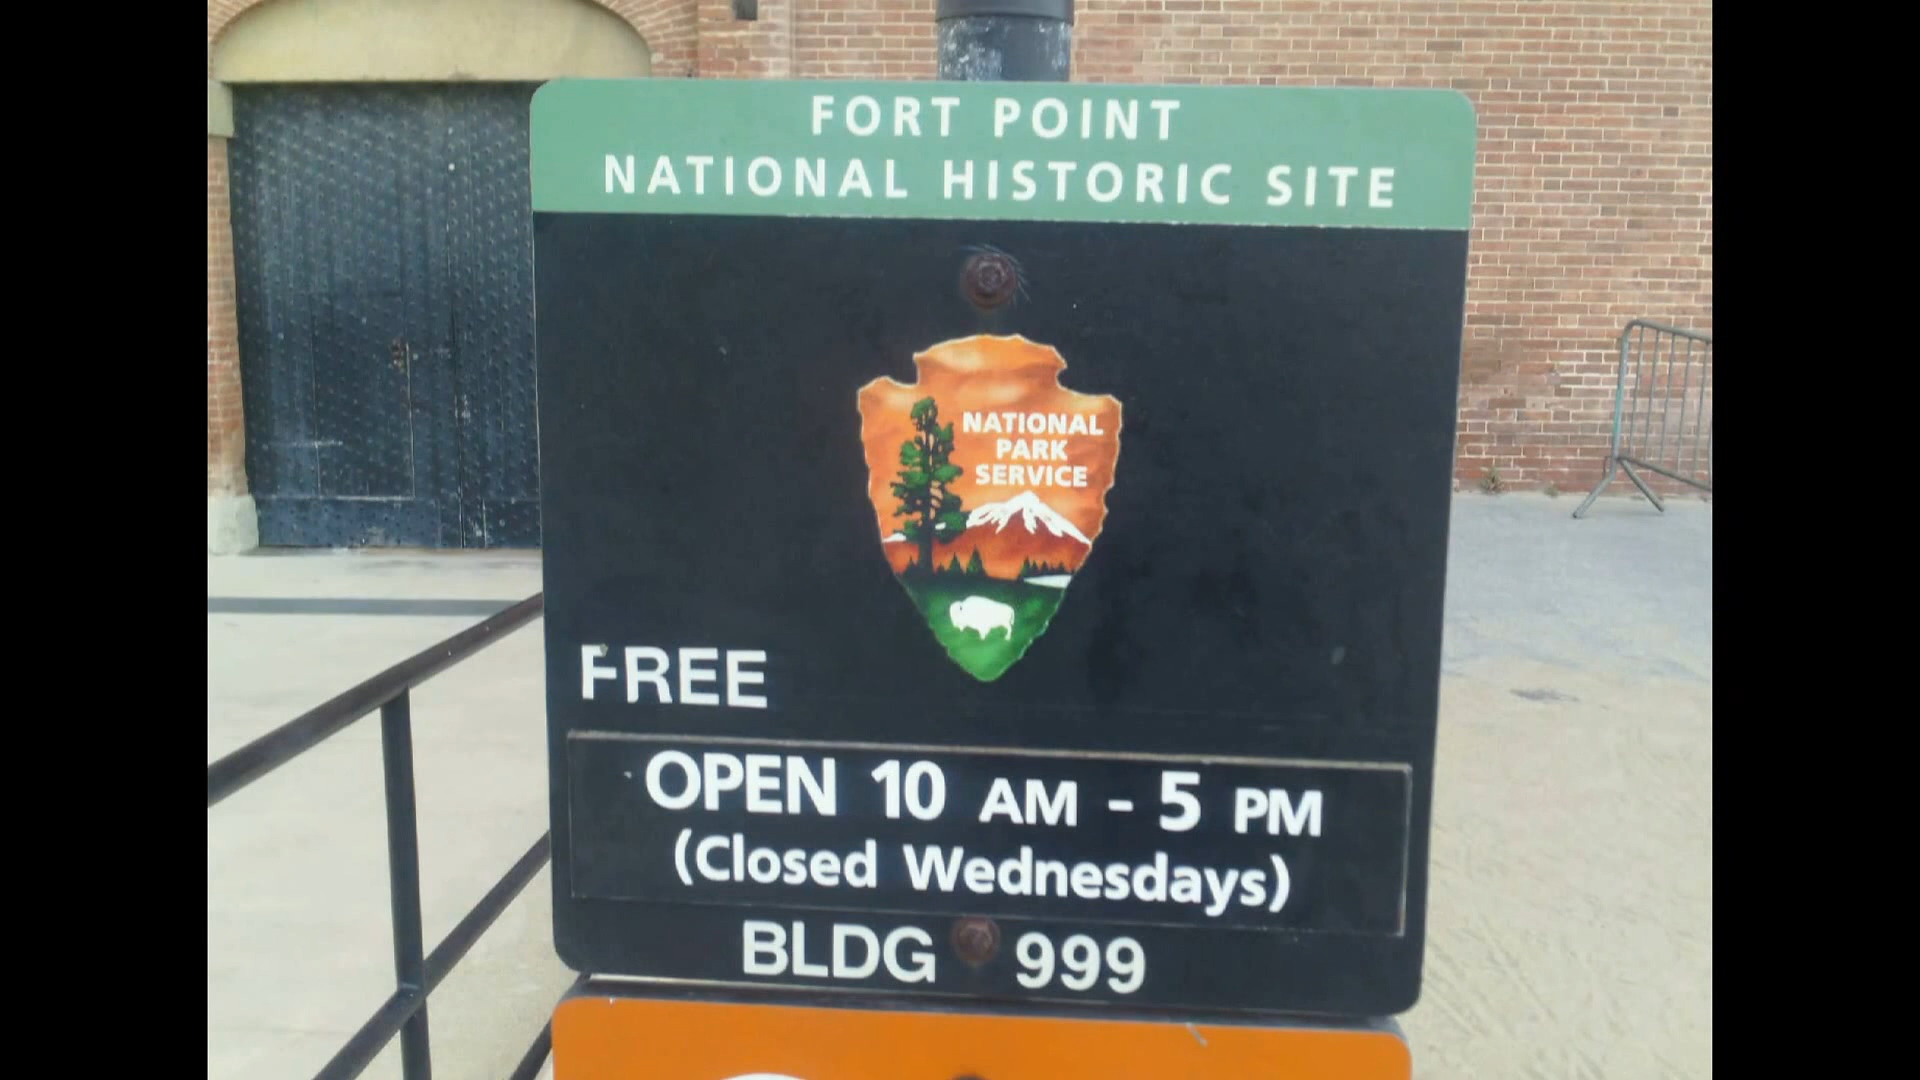 FORT POINT
NATIONAL HISTORIC SITE
NATIONAL
PARK
SERVICE
FREE
OPEN 10 AM - 5 PM
(Closed Wednesdays)
BLDG 999